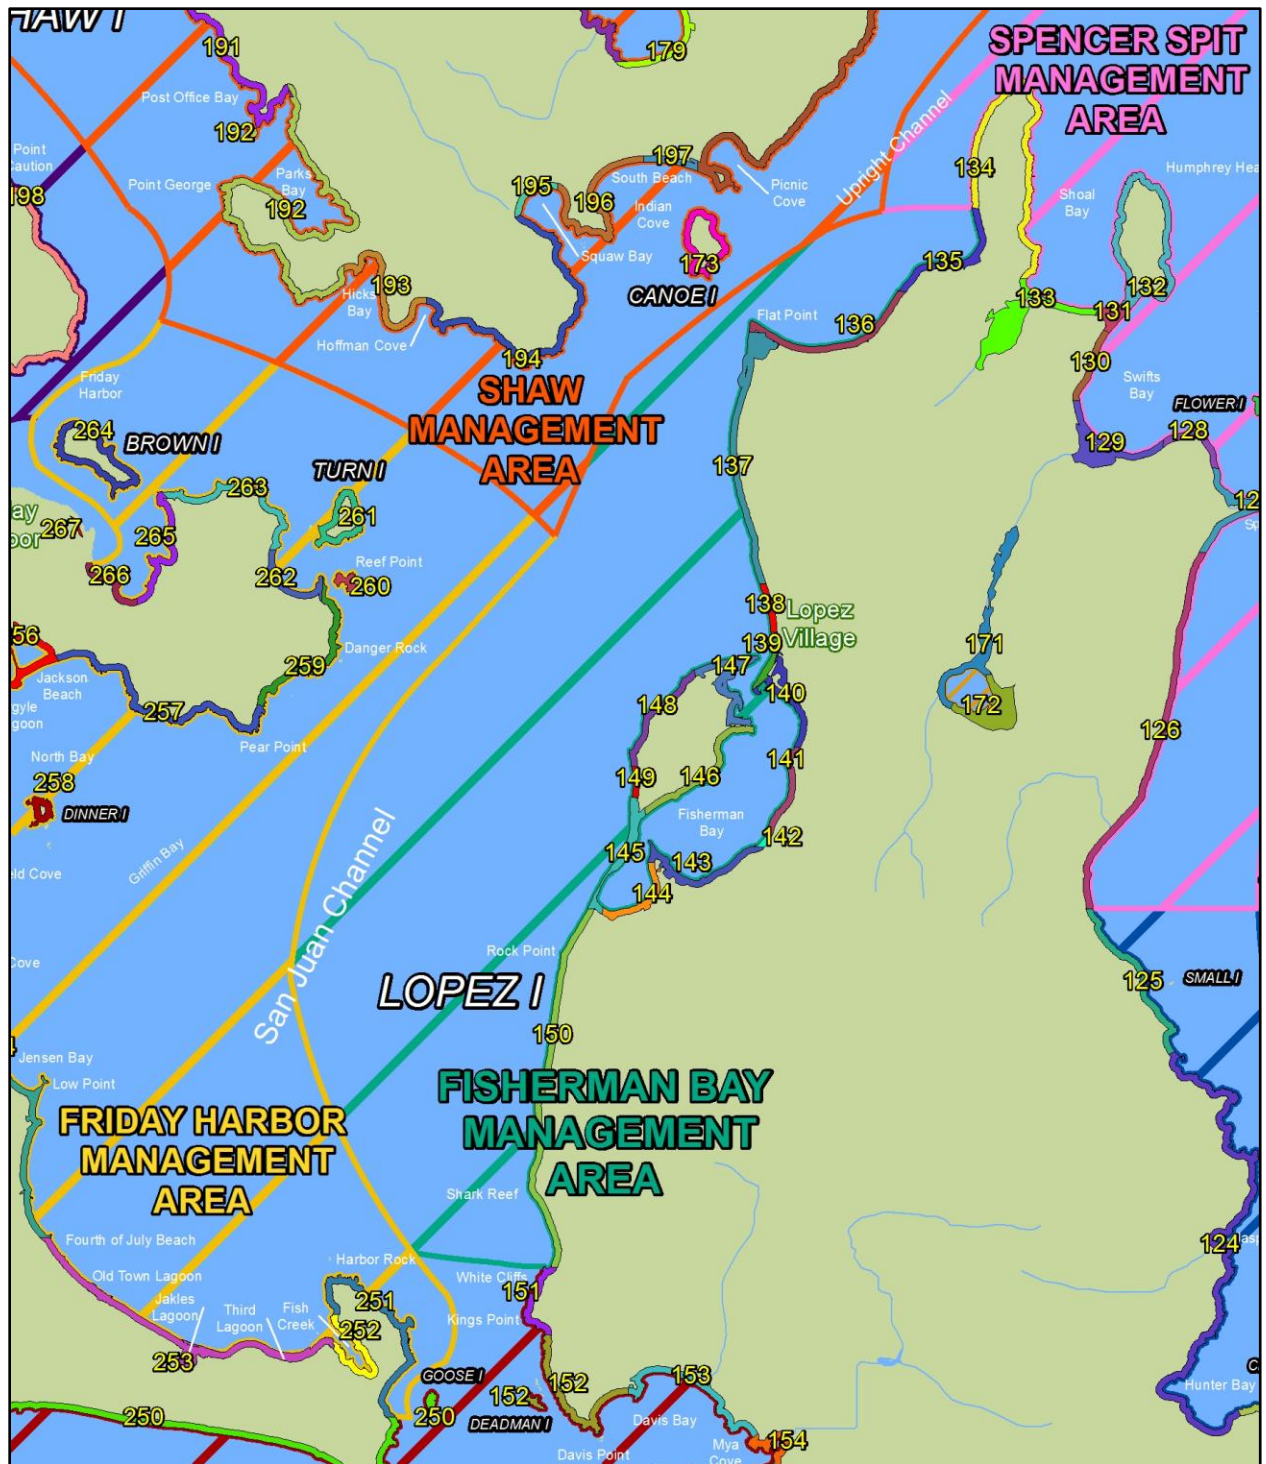 HAW I
191
179
SPENCER SPIT
MANAGEMENT
AREA
Post Office Bay
192
Point
Caution
198
Point George
Parks
Bay
192
195
197
South Beach
196
Indian
Cove
Picnic
Cove
Upright Channel
134
Shoal
Bay
Humphrey Hea
Squaw Bay
173
CANOE I
135
132
193
Hicks
Bay
Hoffman Cove
194
Flat Point
136
133
131
130
Swifts
Bay
FLOWER I
128
129
12
Friday
Harbor
264
BROWN I
SHAW
MANAGEMENT
AREA
TURN I
263
261
137
267
265
266
262
Reef Point
260
138
Lopez
Village
139
147
140
171
172
56
Jackson
Beach
gyle
goon
257
259
Danger Rock
Pear Point
148
149
146
141
126
North Bay
258
DINNER I
Fisherman
Bay
142
145
143
144
eld Cove
Griffin Bay
San Juan Channel
Rock Point
Cove
LOPEZ I
125
SMALL I
150
Jensen Bay
Low Point
FRIDAY HARBOR
MANAGEMENT
AREA
FISHERMAN BAY
MANAGEMENT
AREA
Shark Reef
Fourth of July Beach
124
Harbor Rock
White Cliffs
151
Kings Point
Old Town Lagoon
Jakles
Lagoon
Third
Lagoon
Fish
Creek
251
252
253
GOOSE I
250
250
152
DEADMAN I
152
153
Davis Bay
Davis Point
Mya
Cove
154
Hunter Bay